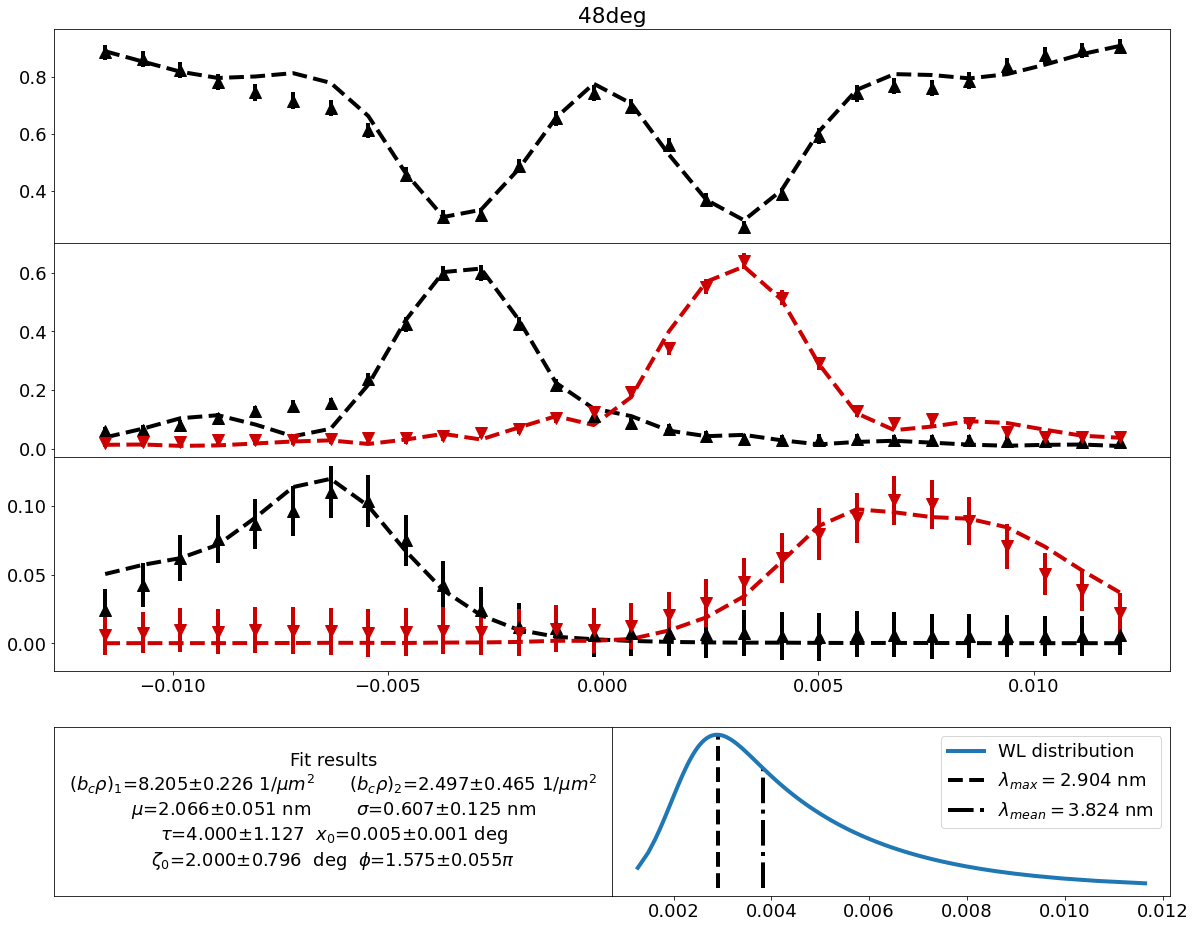 48deg
0.8
0.6
0.4
0.6
0.4
0.2
0.0
0.10
0.05
0.00
−0.010 −0.005 0.000 0.005 0.010
Fit results
(b_cρ)_1=8.205±0.226 1/μm^2 (b_cρ)_2=2.497±0.465 1/μm^2
μ=2.066±0.051 nm σ=0.607±0.125 nm
τ=4.000±1.127 x_0=0.005±0.001 deg
ζ_0=2.000±0.796 deg ϕ=1.575±0.055π
WL distribution
λ_max = 2.904 nm
λ_mean = 3.824 nm
0.002 0.004 0.006 0.008 0.010 0.012